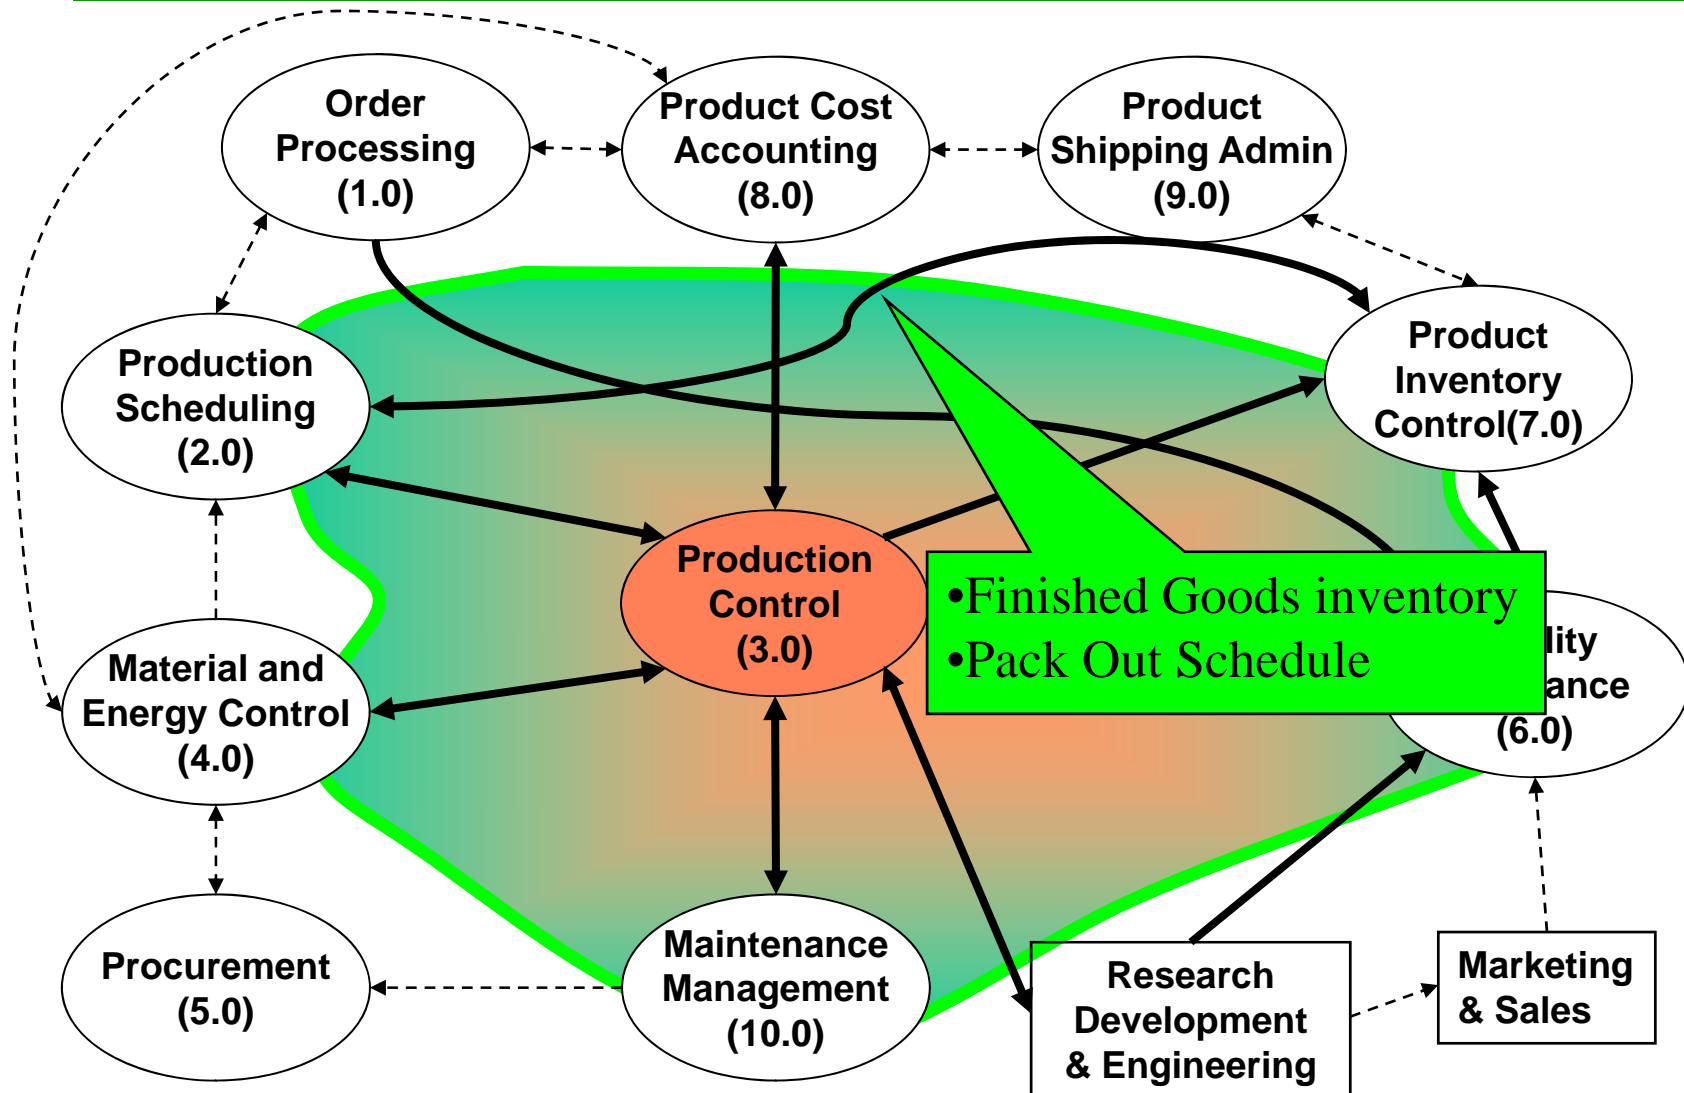 Order
Processing
(1.0)
Product Cost
Accounting
(8.0)
Product
Shipping Admin
(9.0)
Production
Scheduling
(2.0)
Product
Inventory
Control(7.0)
Production
Control
(3.0)
•Finished Goods inventory
•Pack Out Schedule
lity
ance
(6.0)
Material and
Energy Control
(4.0)
Procurement
(5.0)
Maintenance
Management
(10.0)
Research
Development
& Engineering
Marketing
& Sales